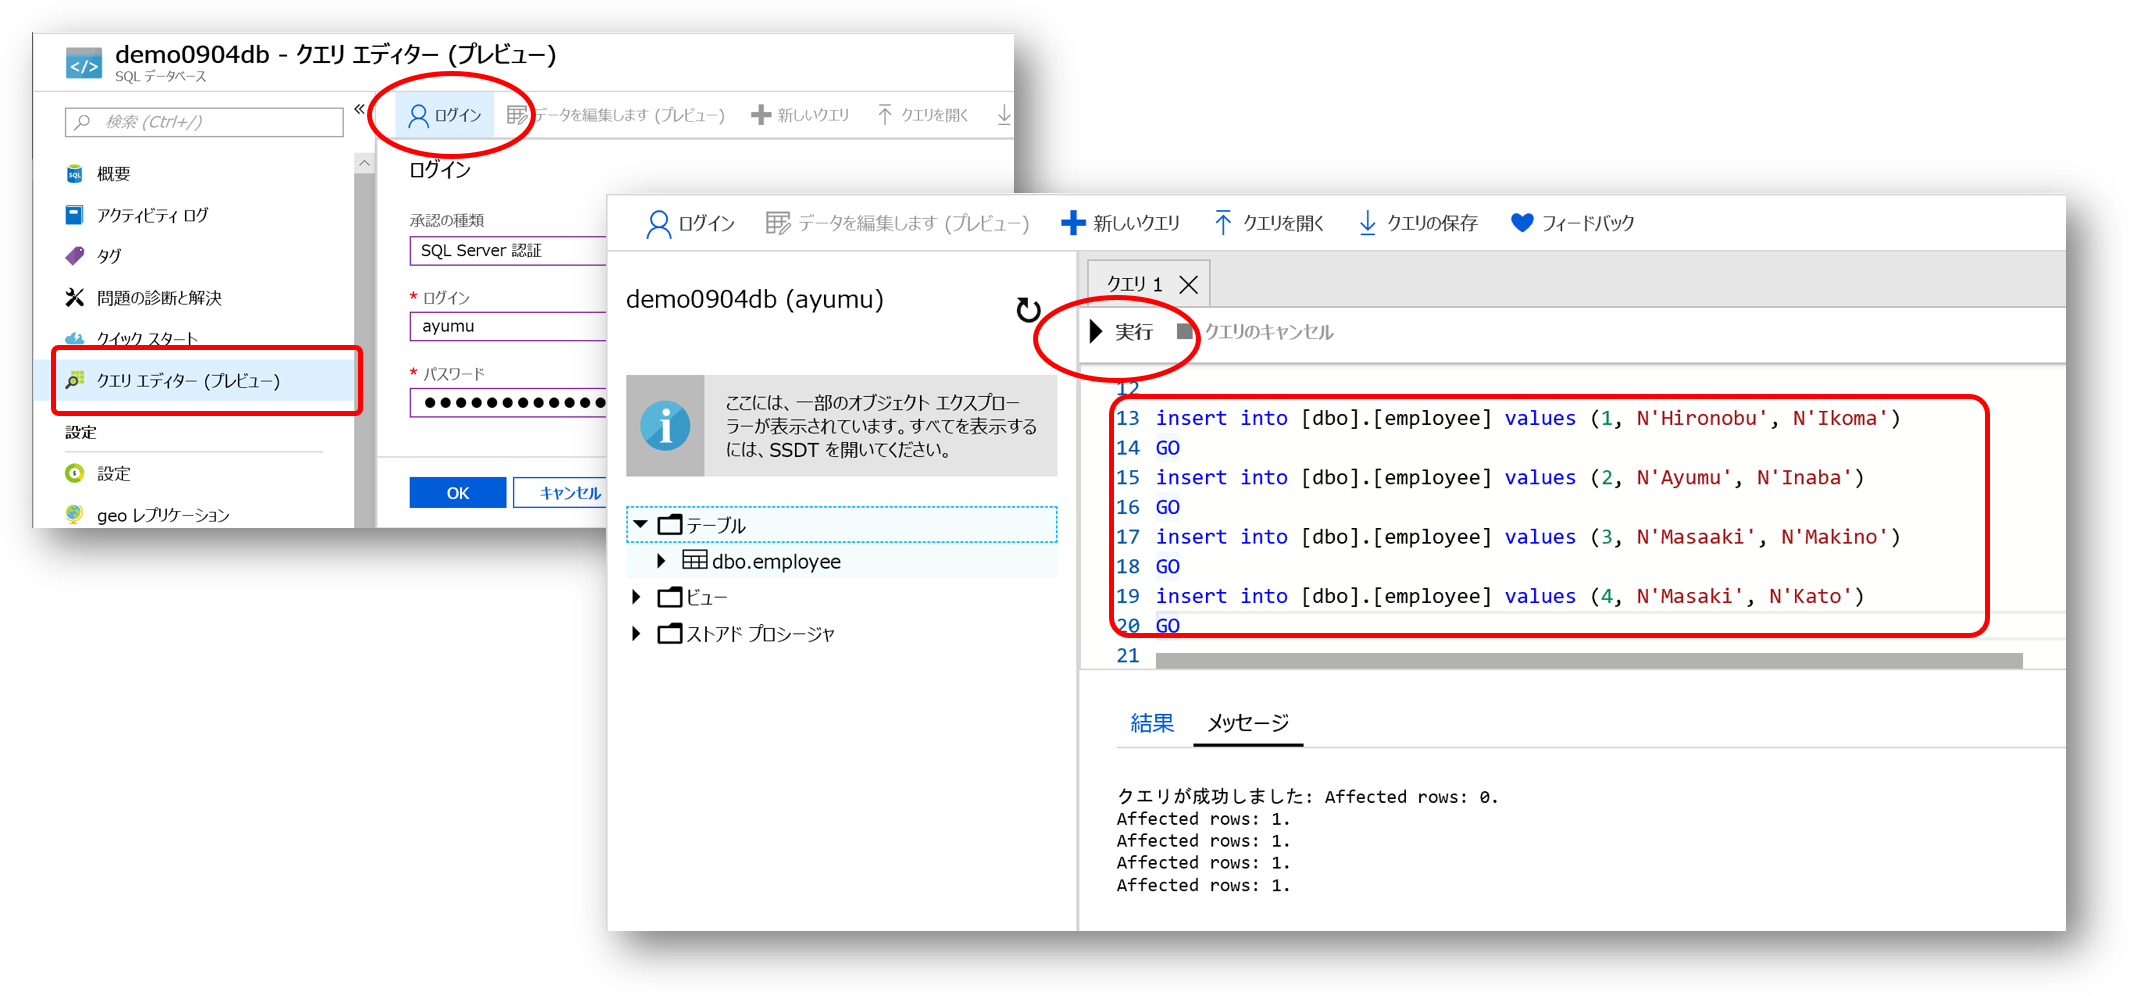 demo0904db - クエリ エディター (プレビュー)
SQL データベース
検索 (Ctrl+/)
«
概要
アクティビティ ログ
タグ
問題の診断と解決
クイック スタート
クエリ エディター (プレビュー)
設定
設定
geo レプリケーション
ログイン
データを編集します (プレビュー)
新しいクエリ
クエリを開く
ログイン
承認の種類
SQL Server 認証
* ログイン
ayumu
* パスワード
●●●●●●●●●●●●
OK
キャンセル
ログイン
データを編集します (プレビュー)
新しいクエリ
クエリを開く
クエリの保存
フィードバック
demo0904db (ayumu)
ここには、一部のオブジェクト エクスプロー
ラーが表示されています。すべてを表示する
には、SSDT を開いてください。
テーブル
dbo.employee
ビュー
ストアド プロシージャ
クエリ 1
実行
クエリのキャンセル
12
13 insert into [dbo].[employee] values (1, N'Hironobu', N'Ikoma')
14 GO
15 insert into [dbo].[employee] values (2, N'Ayumu', N'Inaba')
16 GO
17 insert into [dbo].[employee] values (3, N'Masaaki', N'Makino')
18 GO
19 insert into [dbo].[employee] values (4, N'Masaki', N'Kato')
20 GO
21
結果
メッセージ
クエリが成功しました: Affected rows: 0.
Affected rows: 1.
Affected rows: 1.
Affected rows: 1.
Affected rows: 1.